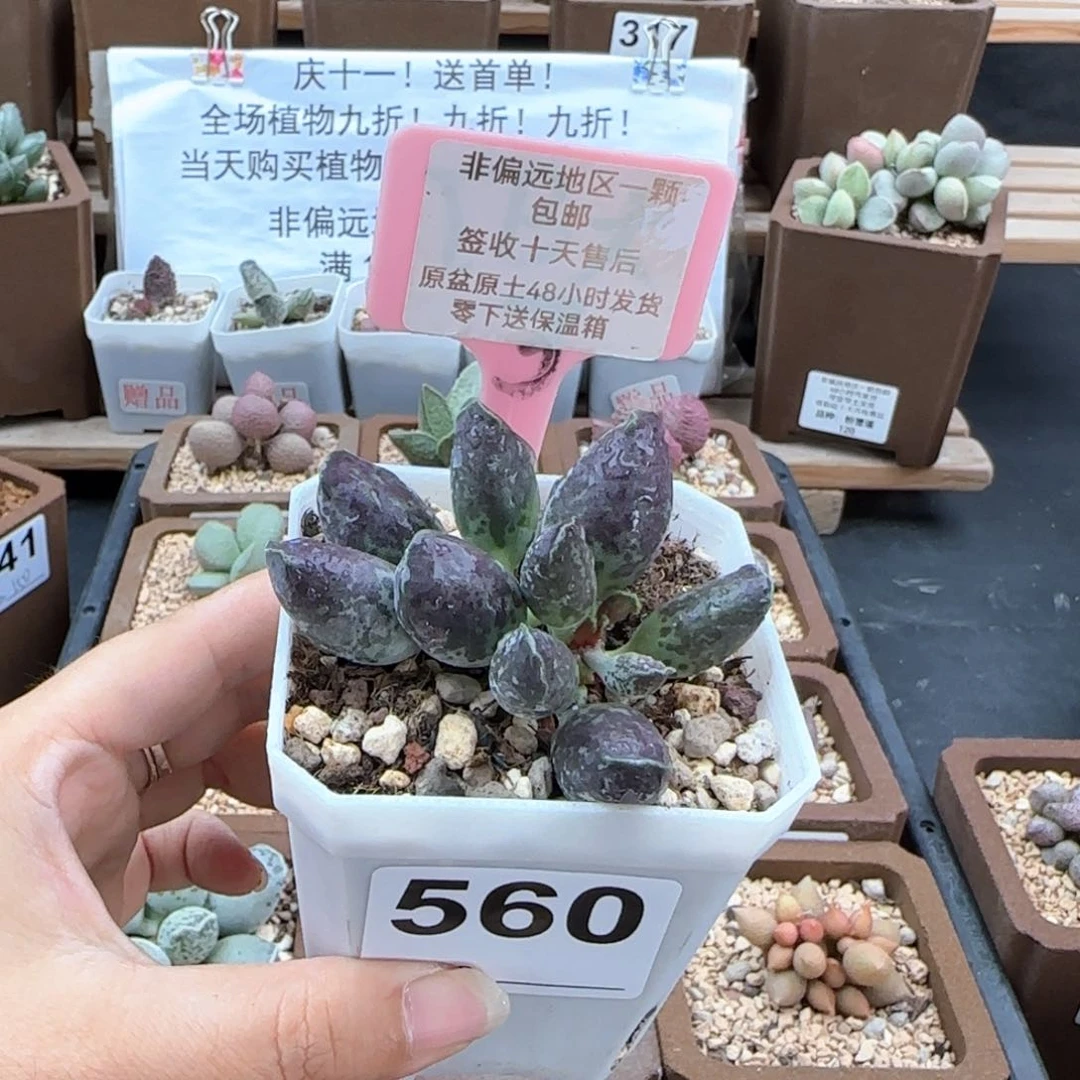 317
庆十一！送首单！
全场植物九折！九折！九折！
当天购买植物
非偏远
满
非偏远地区一颗
包邮
签收十天售后
原盆原土48小时发货
零下送保温箱
赠品
品
41
560